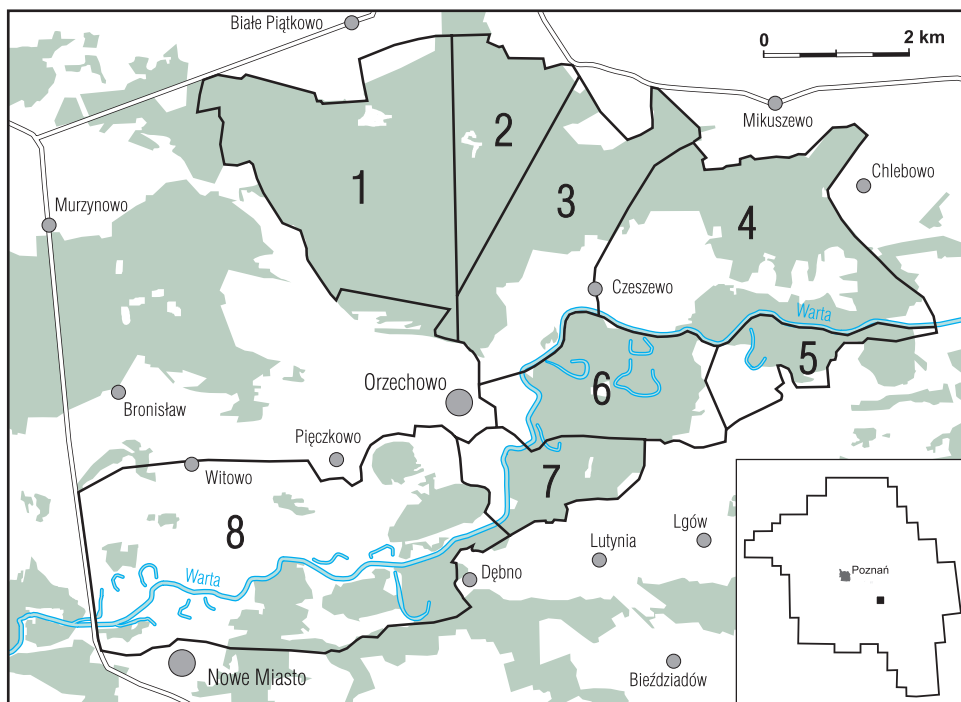 Białe Piątkowo
0
2 km
Mikuszewo
2
1
3
Chlebowo
Murzynowo
4
Czeszewo
Warta
5
Orzechowo
6
Bronisław
Pięczkowo
Witowo
7
8
Lgów
Lutynia
Poznań
Warta
Dębno
Nowe Miasto
Bieździadów